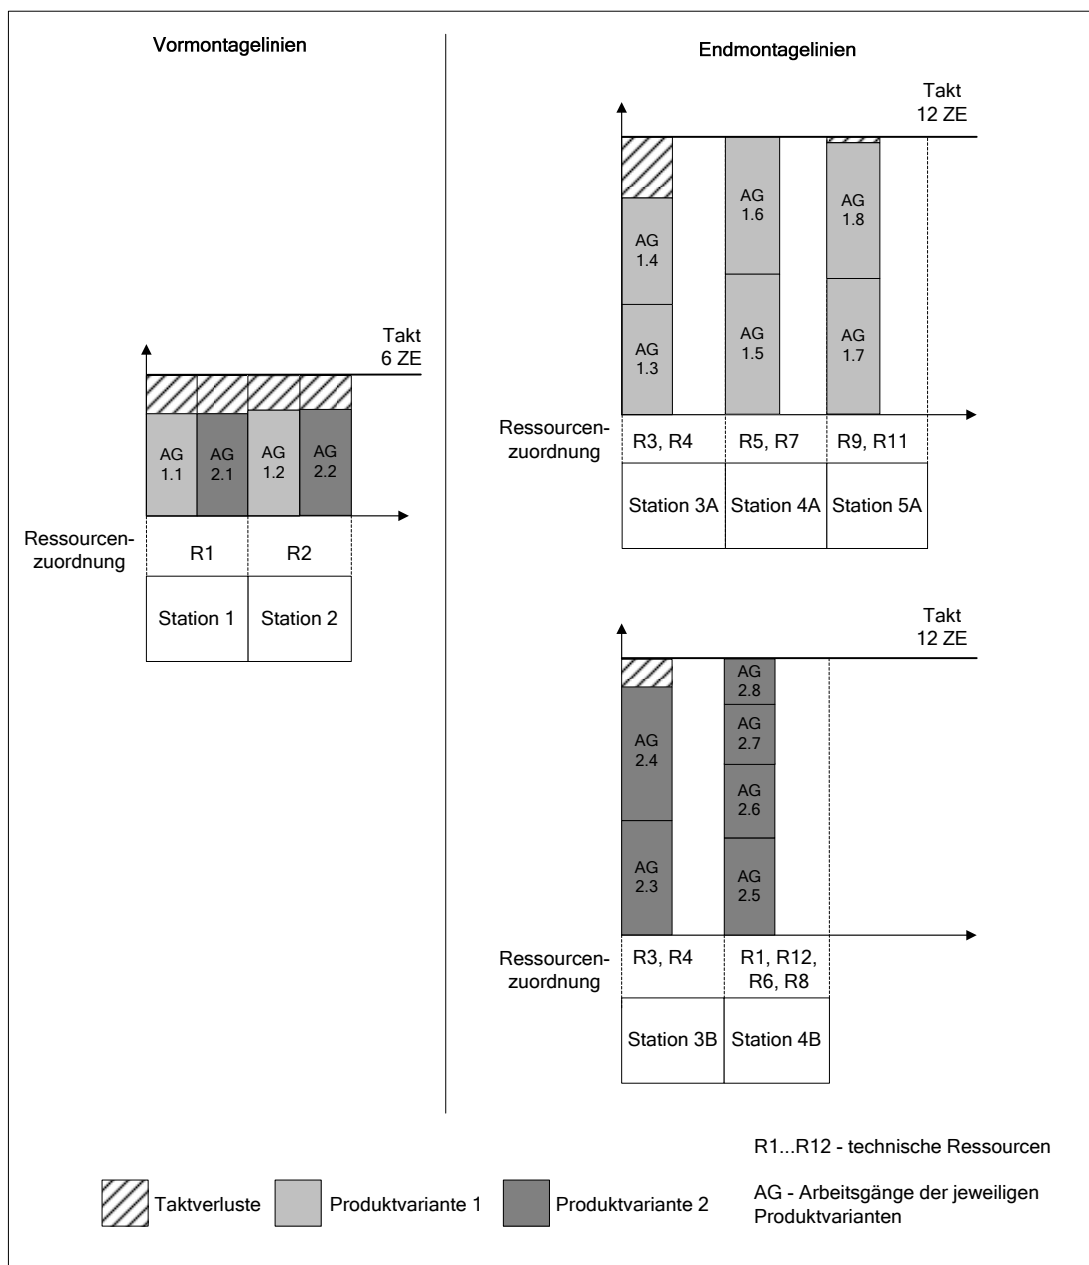 Vormontagelinien
Takt
6 ZE
AG
1.1
AG
2.1
AG
1.2
AG
2.2
Ressourcen-
zuordnung
R1
R2
Station 1
Station 2
Endmontagelinien
Takt
12 ZE
AG
1.4
AG
1.3
AG
1.6
AG
1.5
AG
1.8
AG
1.7
Ressourcen-
zuordnung
R3, R4
R5, R7
R9, R11
Station 3A
Station 4A
Station 5A
Takt
12 ZE
AG
2.4
AG
2.3
AG
2.8
AG
2.7
AG
2.6
AG
2.5
Ressourcen-
zuordnung
R3, R4
R1, R12,
R6, R8
Station 3B
Station 4B
Taktverluste
Produktvariante 1
Produktvariante 2
R1...R12 - technische Ressourcen
AG - Arbeitsgänge der jeweiligen
Produktvarianten